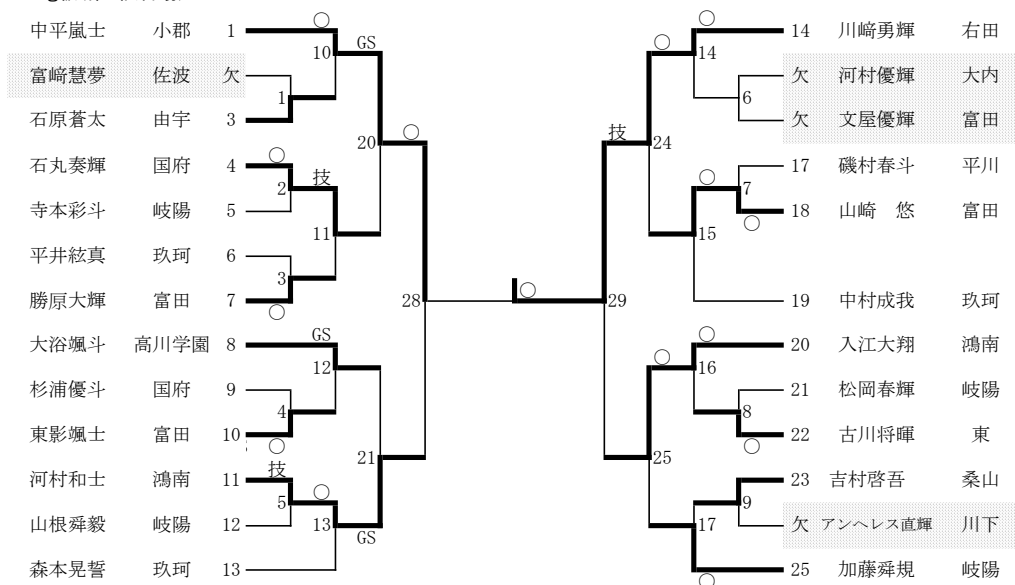 中平嵐士 小郡 1 ○ 10 GS ○ ○ 14 14 川﨑勇輝 右田
富﨑慧夢 佐波 欠 1 6 欠 河村優輝 大内
石原蒼太 由宇 3 欠 文屋優輝 富田
20 ○ 技 24
石丸奏輝 国府 4 ○ 2 技 ○ 7 17 磯村春斗 平川
寺本彩斗 岐陽 5 18 山崎 悠 富田
11 15 ○
平井絃真 玖珂 6 3
勝原大輝 富田 7 ○ 28 ○ 29 19 中村成我 玖珂
大谷颯斗 高川学園 8 GS 12 ○ ○ 16 20 入江大翔 鴻南
杉浦優斗 国府 9 4 8 21 松岡春輝 岐陽
東影颯士 富田 10 ○ 22 古川将暉 東
21 25 ○
河村和士 鴻南 11 技 5 ○ 9 23 吉村啓吾 桑山
山根舜毅 岐陽 12 13 GS 17 欠 アンヘレス直輝 川下
森本晃誓 玖珂 13 25 加藤舜規 岐陽
○